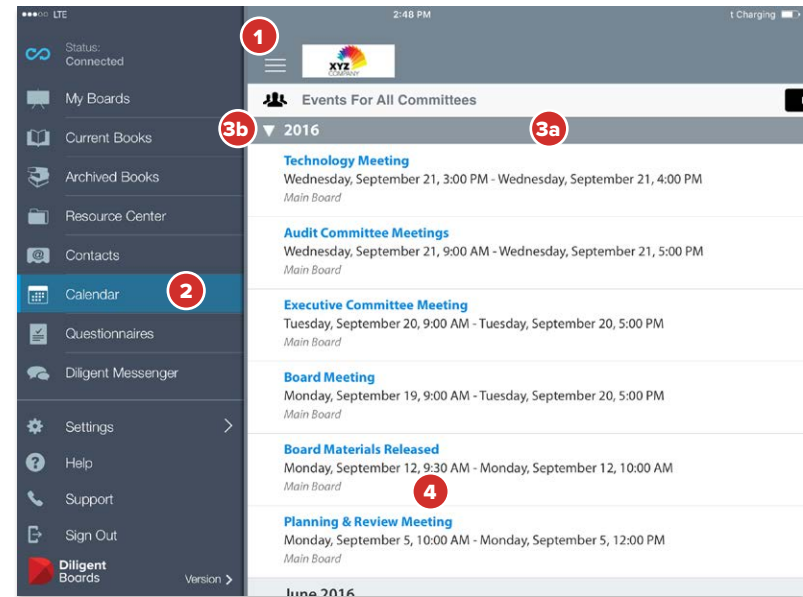 LTE
2:48 PM
t Charging
1
Status:
Connected
XYZ
COMPANY
My Boards
Events For All Committees
Current Books
3b
2016
3a
Archived Books
Technology Meeting
Wednesday, September 21, 3:00 PM - Wednesday, September 21, 4:00 PM
Main Board
Resource Center
Audit Committee Meetings
Wednesday, September 21, 9:00 AM - Wednesday, September 21, 5:00 PM
Main Board
Contacts
Calendar
2
Executive Committee Meeting
Tuesday, September 20, 9:00 AM - Tuesday, September 20, 5:00 PM
Main Board
Questionnaires
Diligent Messenger
Board Meeting
Monday, September 19, 9:00 AM - Tuesday, September 20, 5:00 PM
Main Board
Settings
Help
Board Materials Released
Monday, September 12, 9:30 AM - Monday, September 12, 10:00 AM
Main Board
4
Support
Sign Out
Planning & Review Meeting
Monday, September 5, 10:00 AM - Monday, September 5, 12:00 PM
Main Board
Diligent
Boards
Version
June 2016